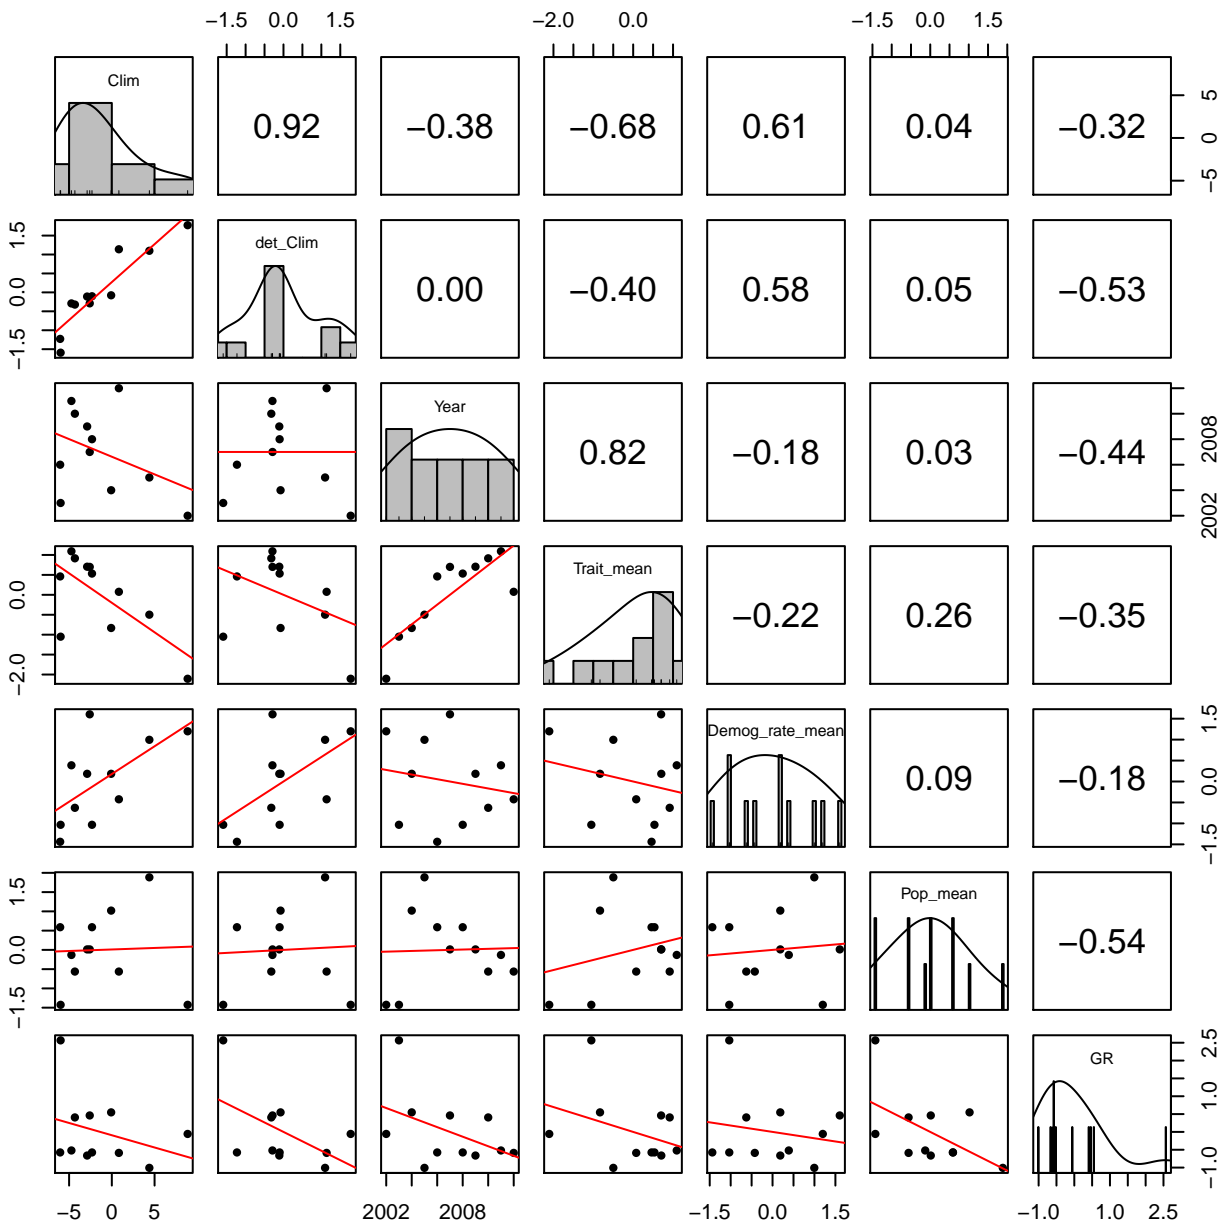 −1.5 0.0 1.5 −2.0 0.0 −1.5 0.0 1.5
Clim 0.92 −0.38 −0.68 0.61 0.04 −0.32 −5 0 5
−1.5 0.0 1.5 det_Clim 0.00 −0.40 0.58 0.05 −0.53
Year 0.82 −0.18 0.03 −0.44 2002 2008
−2.0 0.0 Trait_mean −0.22 0.26 −0.35
Demog_rate_mean 0.09 −0.18 −1.5 0.0 1.5
−1.5 0.0 1.5 Pop_mean −0.54
GR −1.0 1.0 2.5
−5 0 5 2002 2008 −1.5 0.0 1.5 −1.0 1.0 2.5